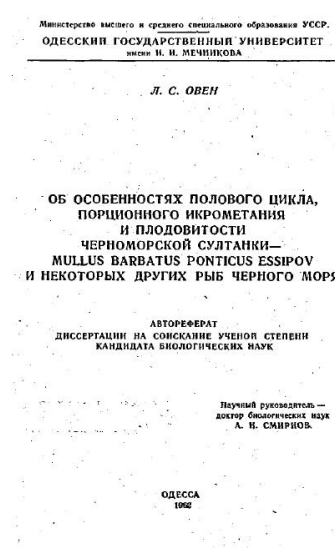 Министерство высшего и среднего специального образования УССР.
ОДЕССКИЙ ГОСУДАРСТВЕННЫЙ УНИВЕРСИТЕТ
имени И. И. МЕЧНИКОВА
Л. С. ОВЕН
ОБ ОСОБЕННОСТЯХ ПОЛОВОГО ЦИКЛА,
ПОРЦИОННОГО ИКРОМЕТАНИЯ
И ПЛОДОВИТОСТИ
ЧЕРНОМОРСКОЙ СУЛТАНКИ—
MULLUS BARBATUS PONTICUS ESSIPOV
И НЕКОТОРЫХ ДРУГИХ РЫБ ЧЕРНОГО МОРЯ
АВТОРЕФЕРАТ
ДИССЕРТАЦИИ НА СОИСКАНИЕ УЧЕНОЙ СТЕПЕНИ
КАНДИДАТА БИОЛОГИЧЕСКИХ НАУК
Научный руководитель —
доктор биологических наук
А. И. СМИРНОВ.
ОДЕССА
1962